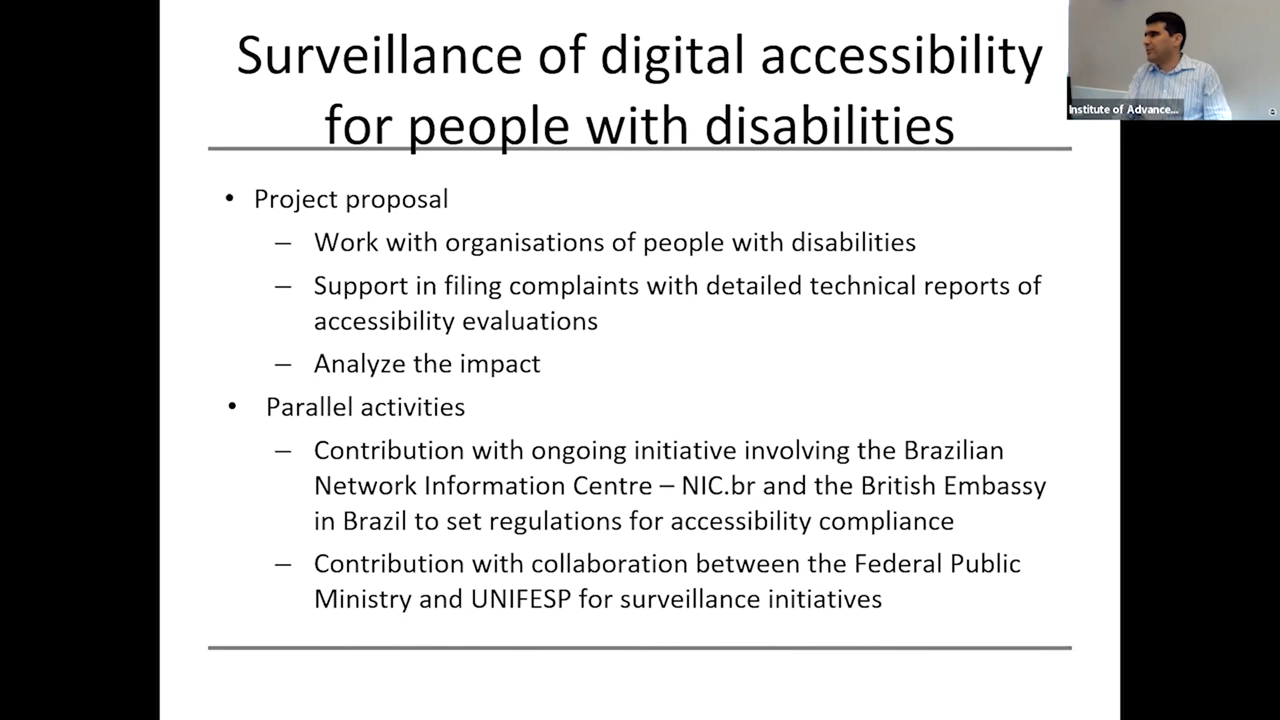 Surveillance of digital accessibility
for people with disabilities
Institute of Advance...
• Project proposal
– Work with organisations of people with disabilities
– Support in filing complaints with detailed technical reports of
accessibility evaluations
– Analyze the impact
• Parallel activities
– Contribution with ongoing initiative involving the Brazilian
Network Information Centre – NIC.br and the British Embassy
in Brazil to set regulations for accessibility compliance
– Contribution with collaboration between the Federal Public
Ministry and UNIFESP for surveillance initiatives